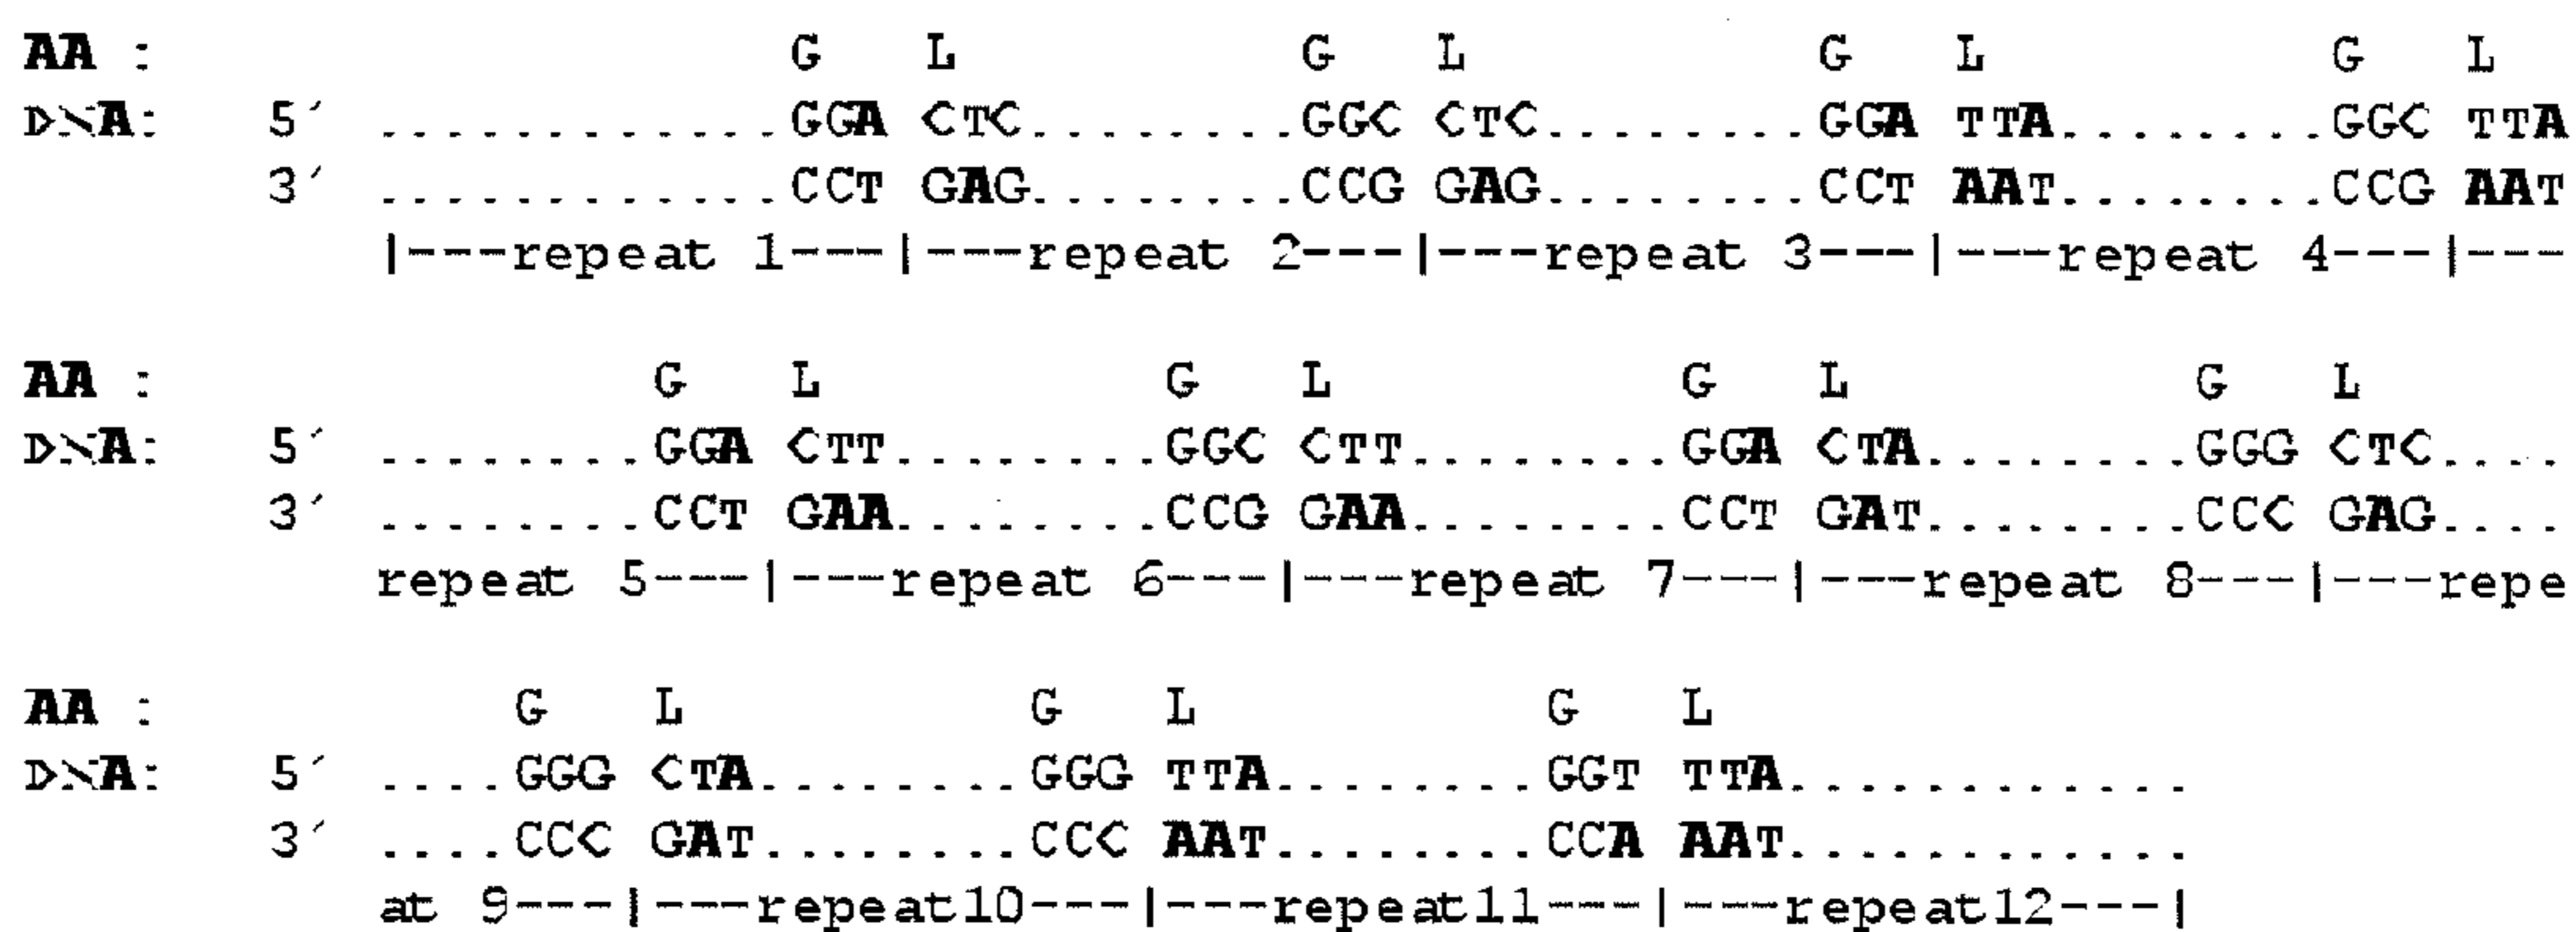 AA :            G   L           G   L           G   L           G   L
DNA:   5´ ............GGA CTC........GGC CTC........GGA TTA........GGC TTA
       3´ ............CCT GAG........CCG GAG........CCT AAT........CCG AAT
|---repeat 1---|---repeat 2---|---repeat 3---|---repeat 4---|---
AA :        G   L           G   L           G   L           G   L
DNA:   5´ ........GGA CTT........GGC CTT........GGA CTA........GGG CTC....
       3´ ........CCT GAA........CCG GAA........CCT GAT........CCC GAG....
repeat 5---|---repeat 6---|---repeat 7---|---repeat 8---|---repe
AA :    G   L           G   L           G   L
DNA:   5´ ....GGG CTA........GGG TTA........GGT TTA............
       3´ ....CCC GAT........CCC AAT........CCA AAT............
at 9---|---repeat10---|---repeat11---|---repeat12---|